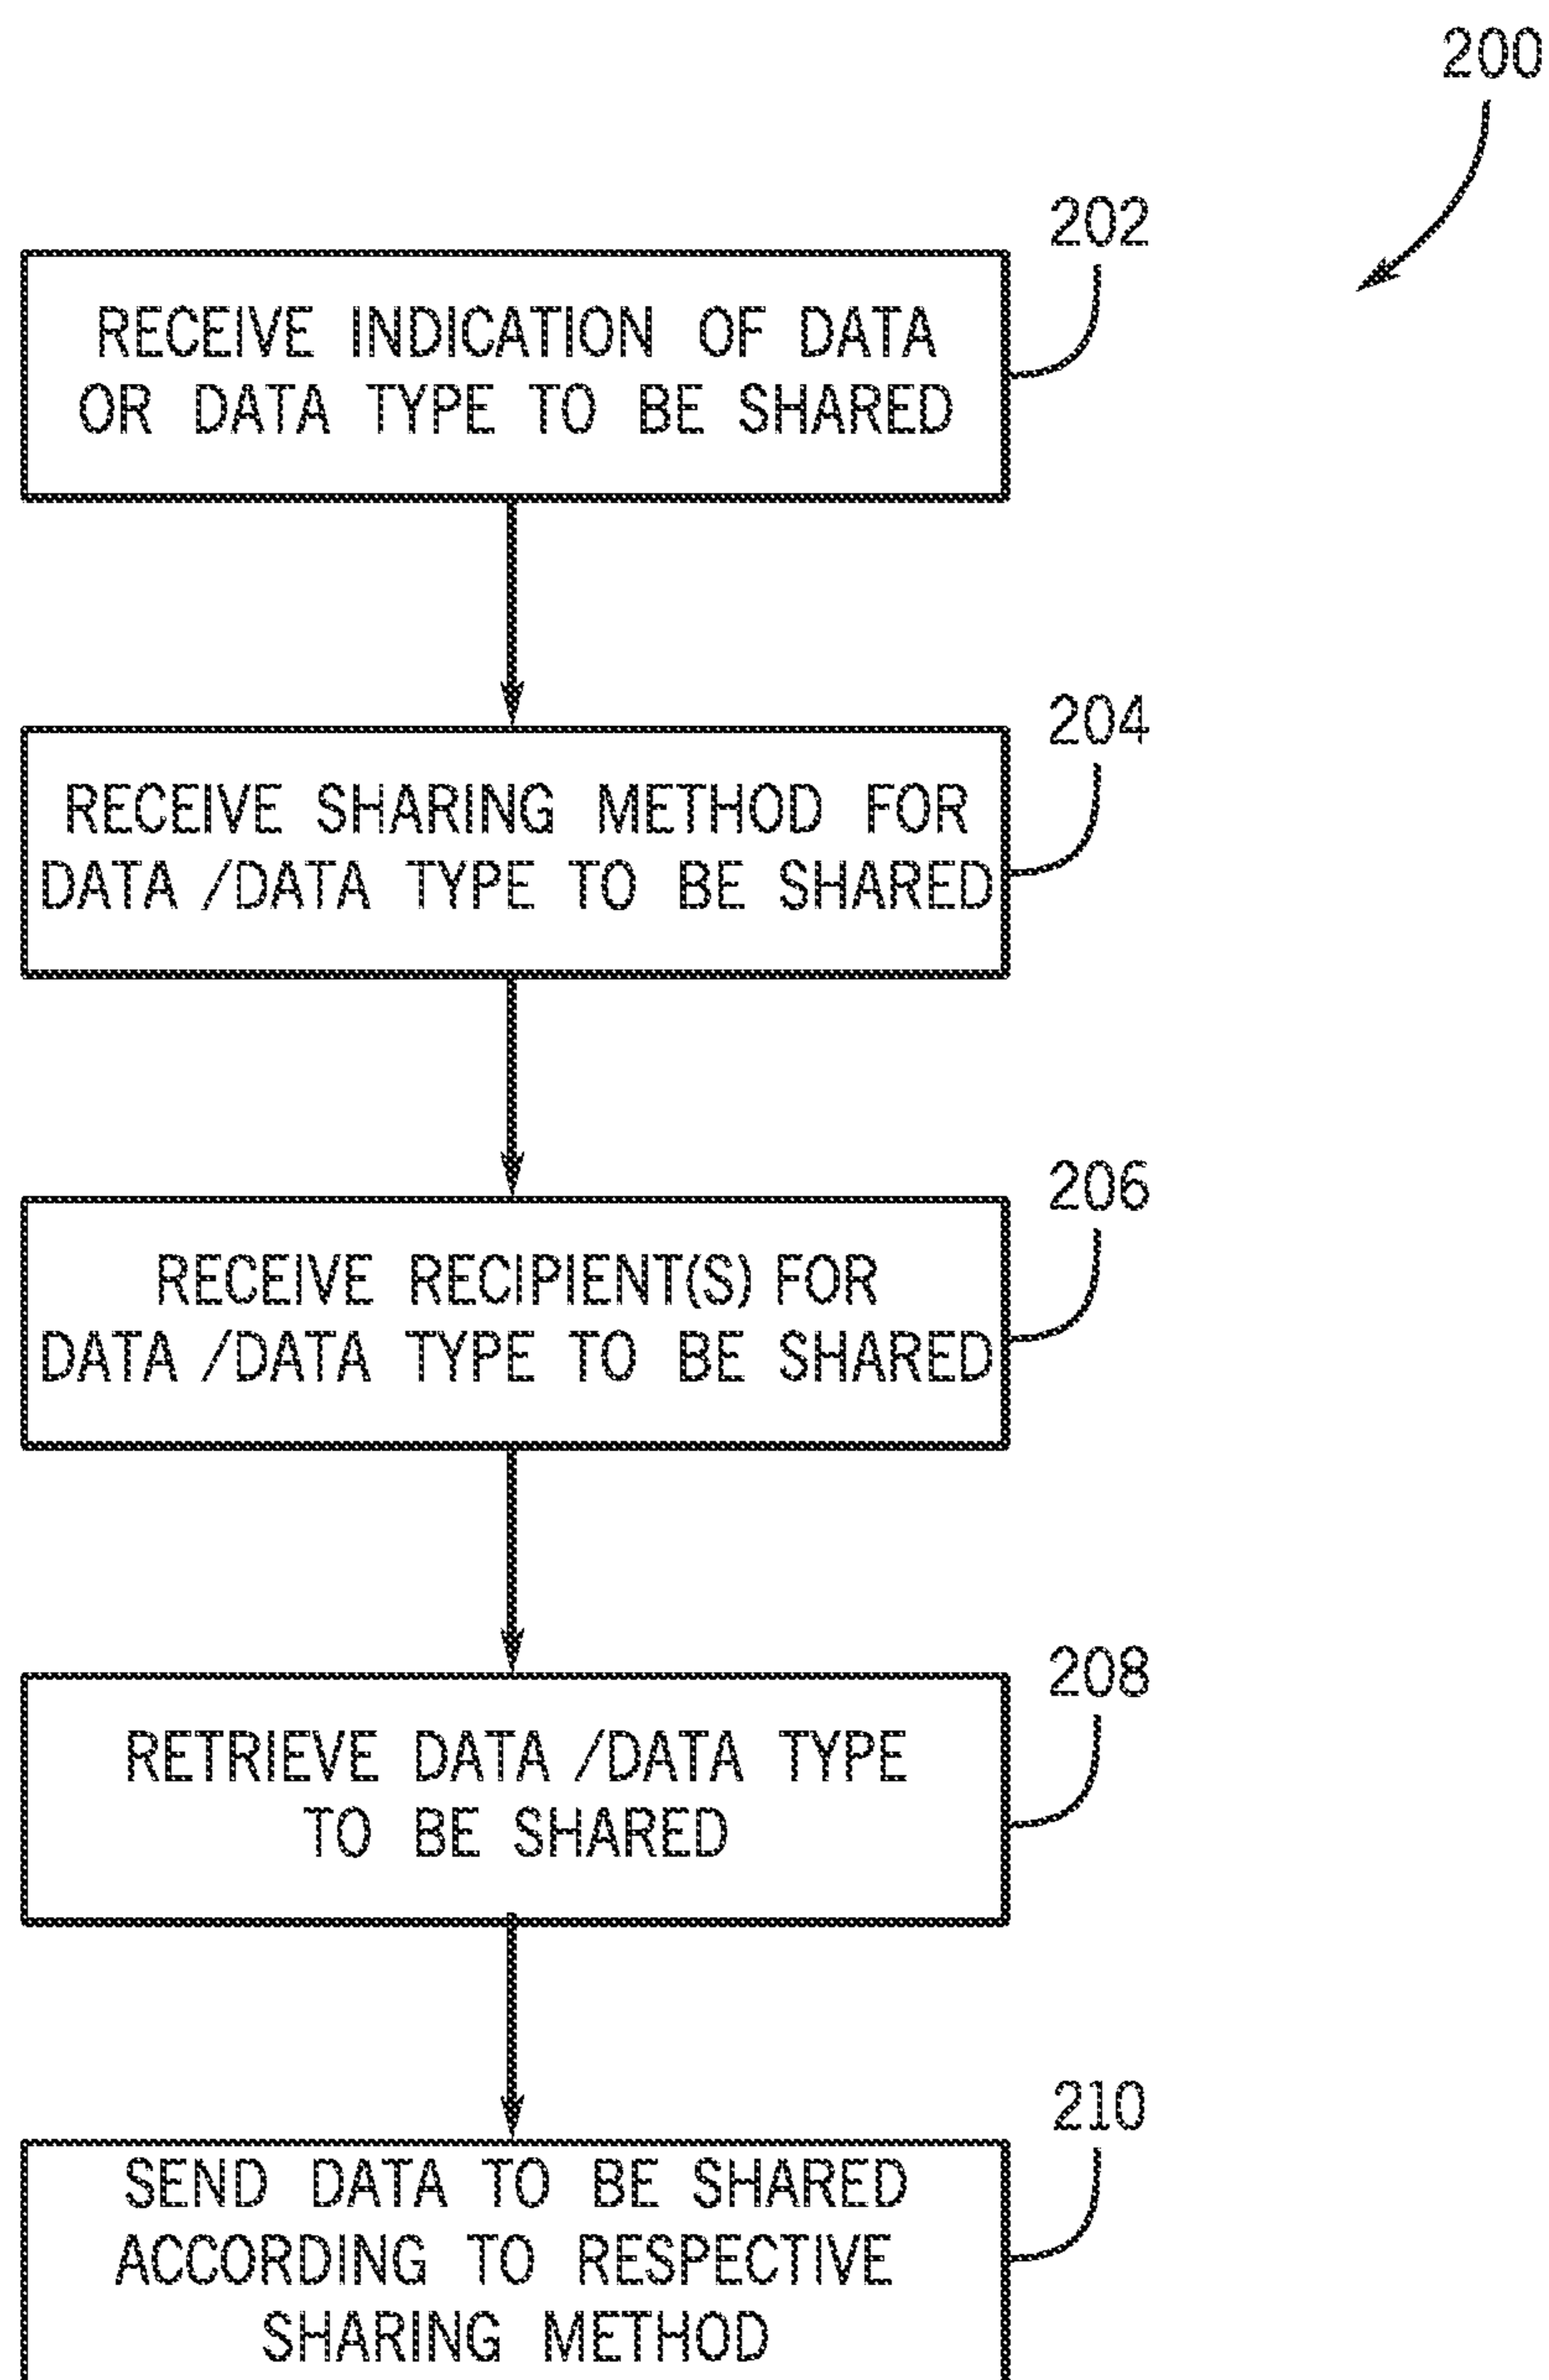 200
202
RECEIVE INDICATION OF DATA
OR DATA TYPE TO BE SHARED
204
RECEIVE SHARING METHOD FOR
DATA /DATA TYPE TO BE SHARED
206
RECEIVE RECIPIENT(S) FOR
DATA /DATA TYPE TO BE SHARED
208
RETRIEVE DATA /DATA TYPE
TO BE SHARED
210
SEND DATA TO BE SHARED
ACCORDING TO RESPECTIVE
SHARING METHOD